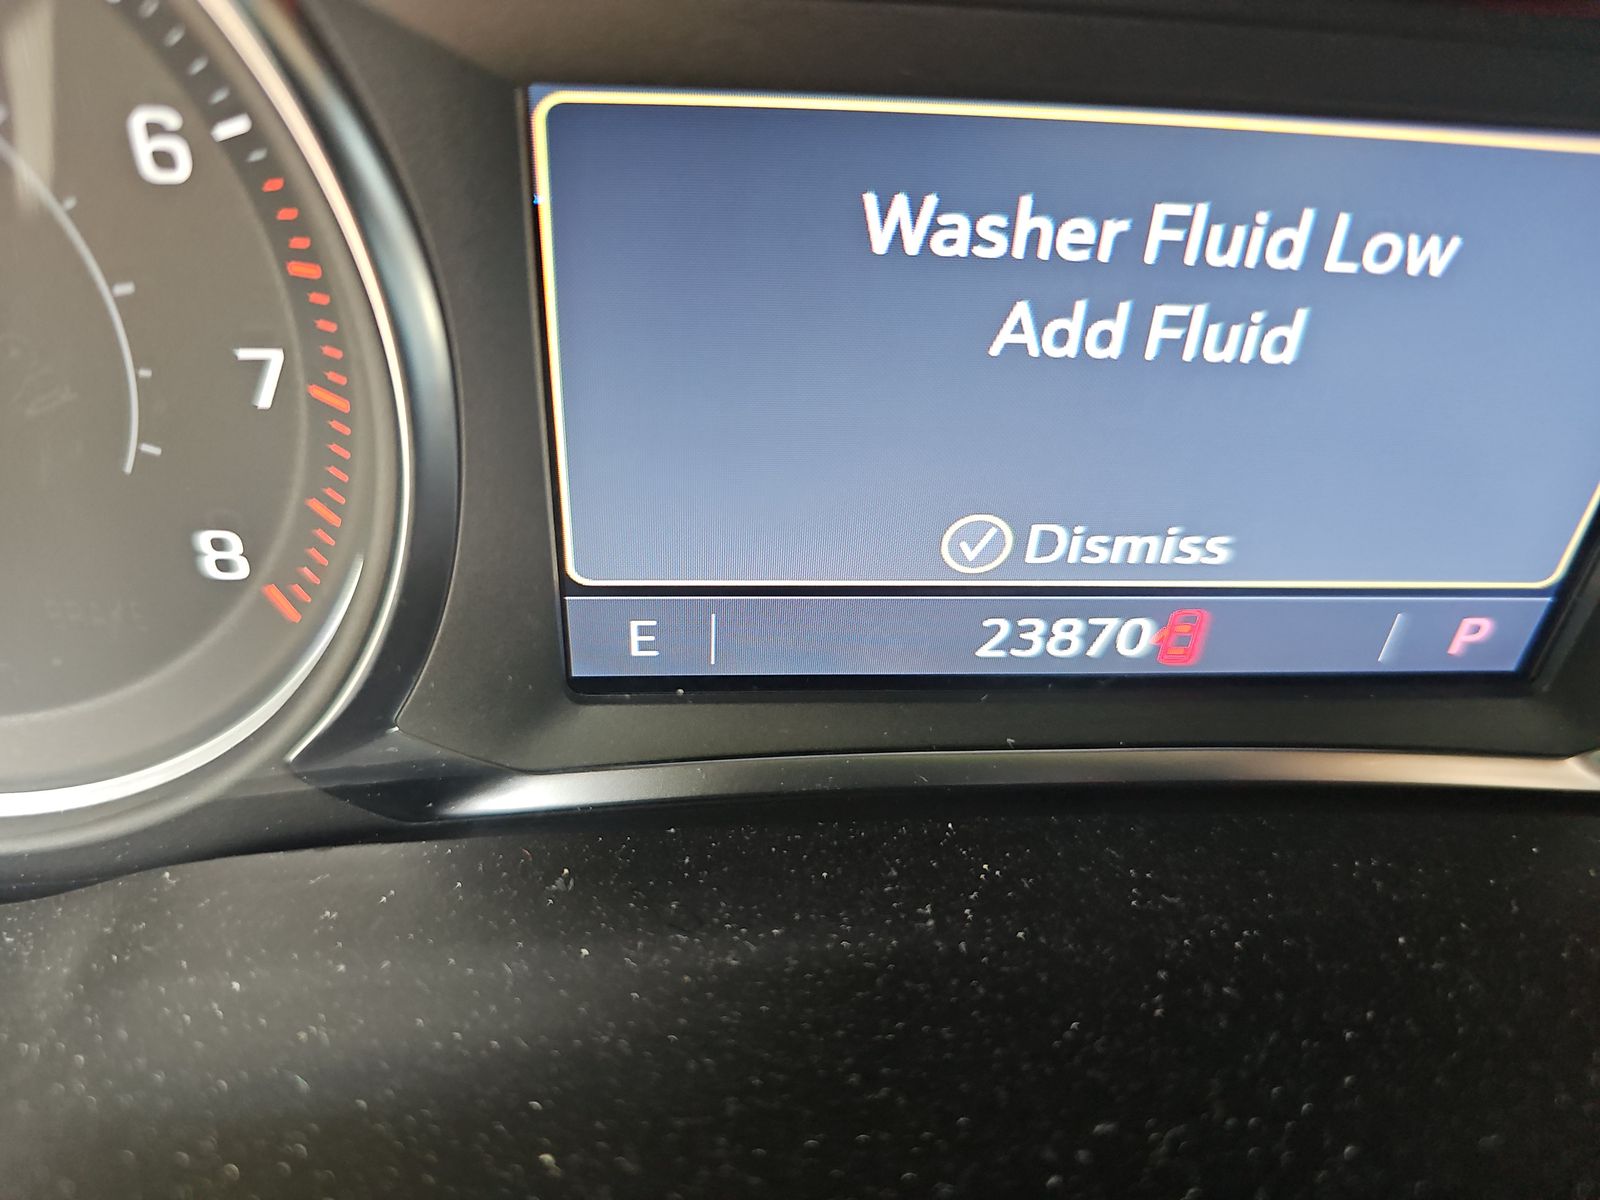 6
7
8
Washer Fluid Low
Add Fluid
Dismiss
E 23870 P